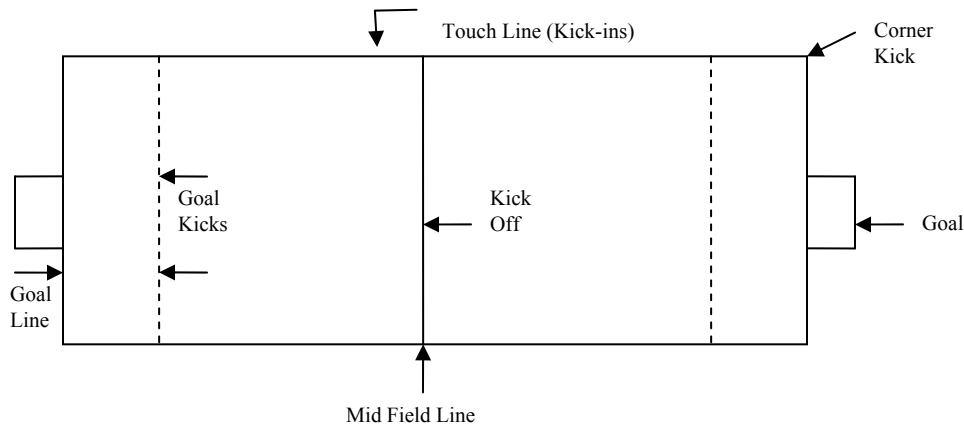 Touch Line (Kick-ins)
Corner
Kick
Goal
Kicks
Kick
Off
Goal
Goal
Line
Mid Field Line